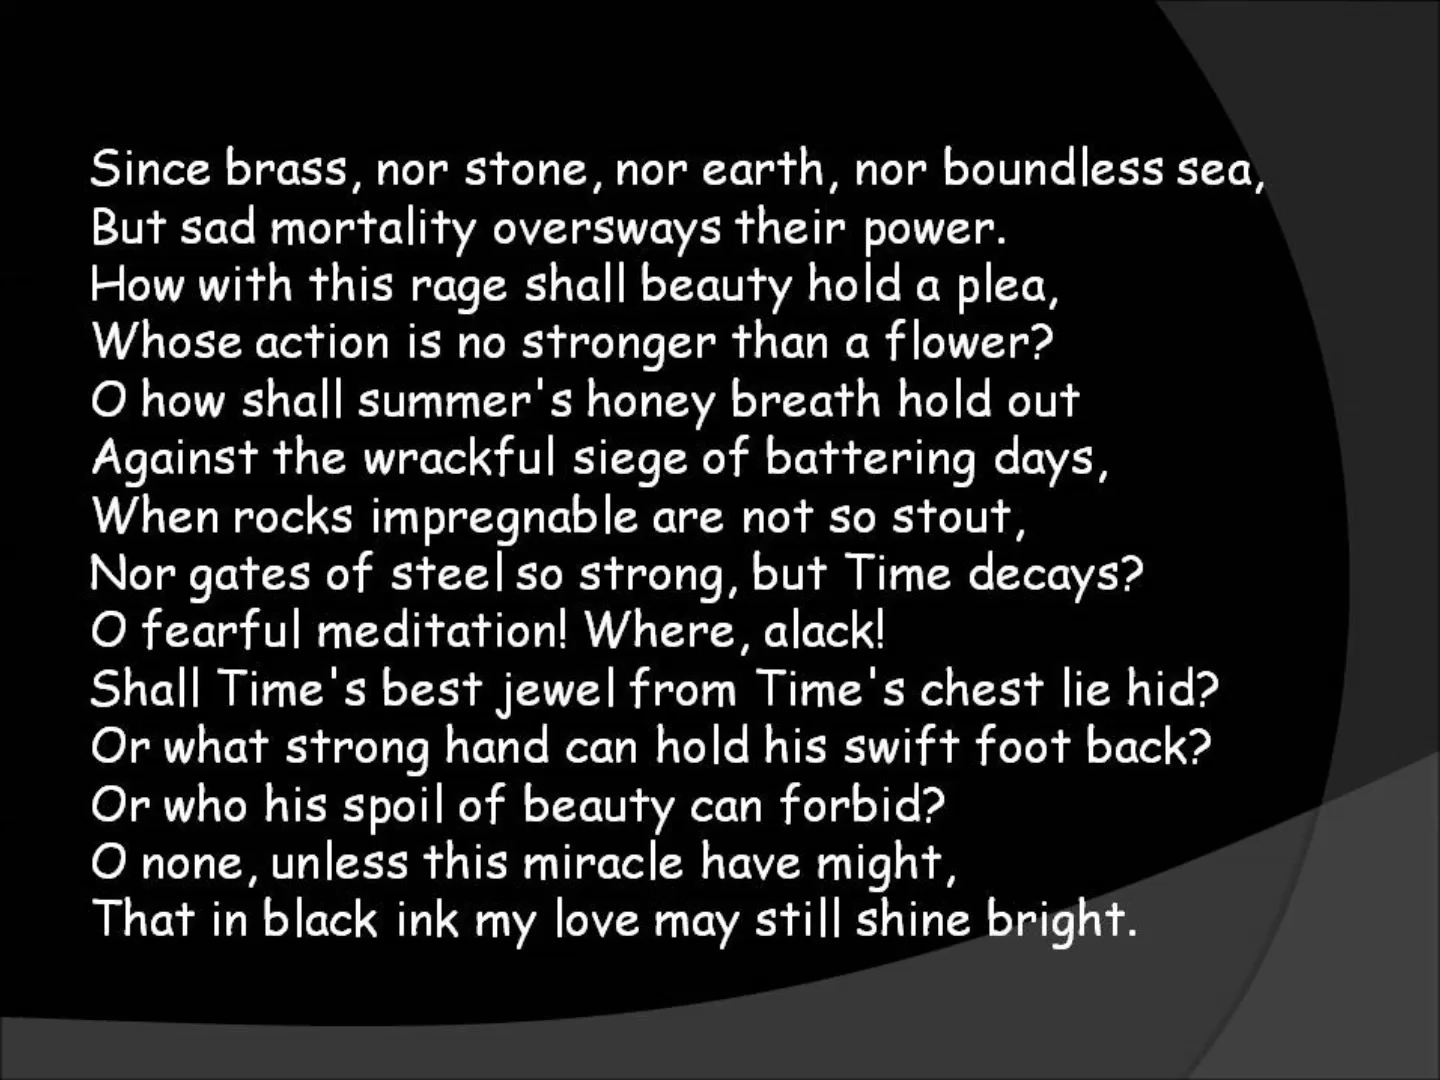 Since brass, nor stone, nor earth, nor boundless sea,
But sad mortality oversways their power.
How with this rage shall beauty hold a plea,
Whose action is no stronger than a flower?
O how shall summer's honey breath hold out
Against the wrackful siege of battering days,
When rocks impregnable are not so stout,
Nor gates of steel so strong, but Time decays?
O fearful meditation! Where, alack!
Shall Time's best jewel from Time's chest lie hid?
Or what strong hand can hold his swift foot back?
Or who his spoil of beauty can forbid?
O none, unless this miracle have might,
That in black ink my love may still shine bright.